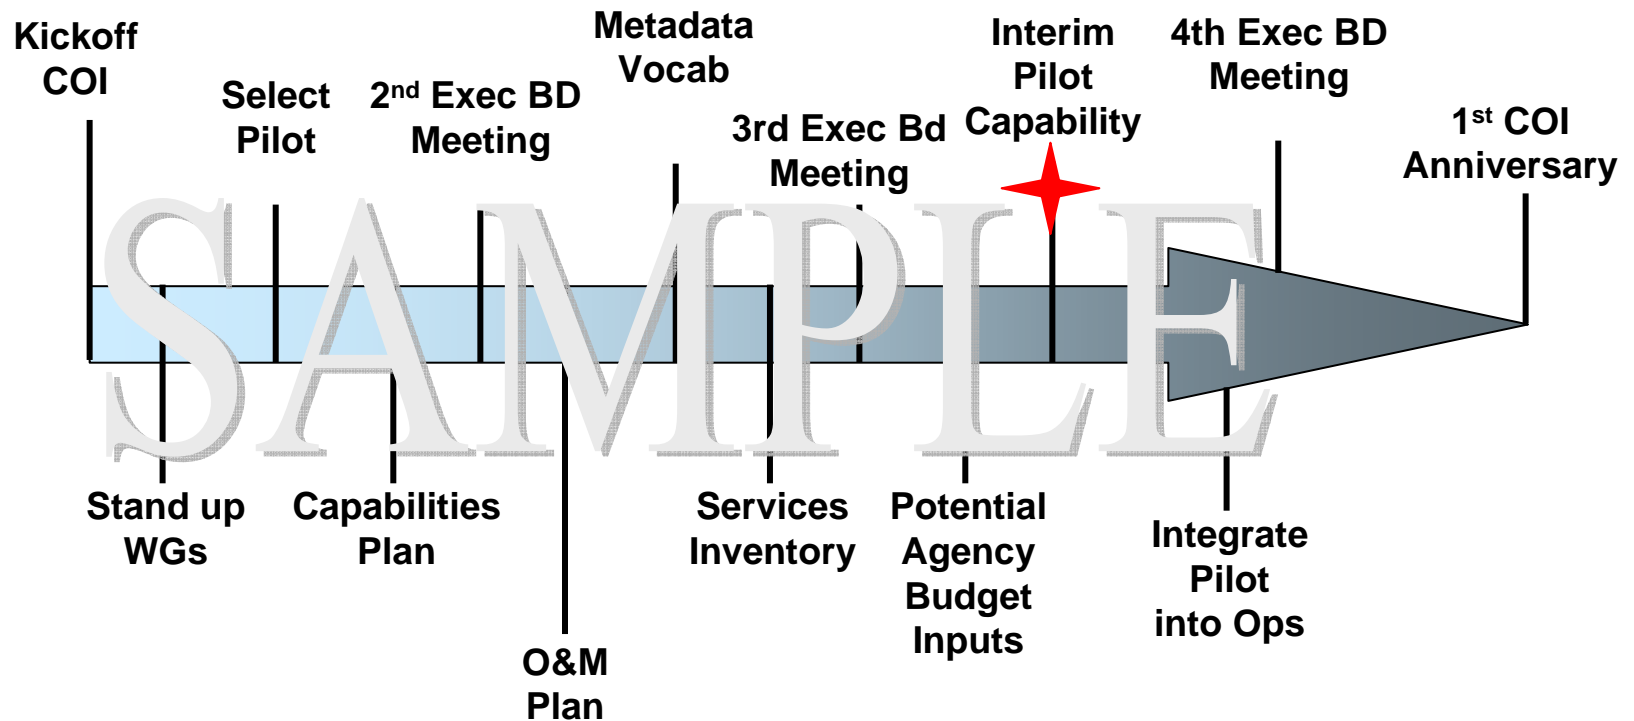 Kickoff
COI
Select
Pilot
2nd Exec BD
Meeting
Metadata
Vocab
3rd Exec Bd
Meeting
Interim
Pilot
Capability
4th Exec BD
Meeting
1st COI
Anniversary
SAMPLE
Stand up
WGs
Capabilities
Plan
O&M
Plan
Services
Inventory
Potential
Agency
Budget
Inputs
Integrate
Pilot
into Ops